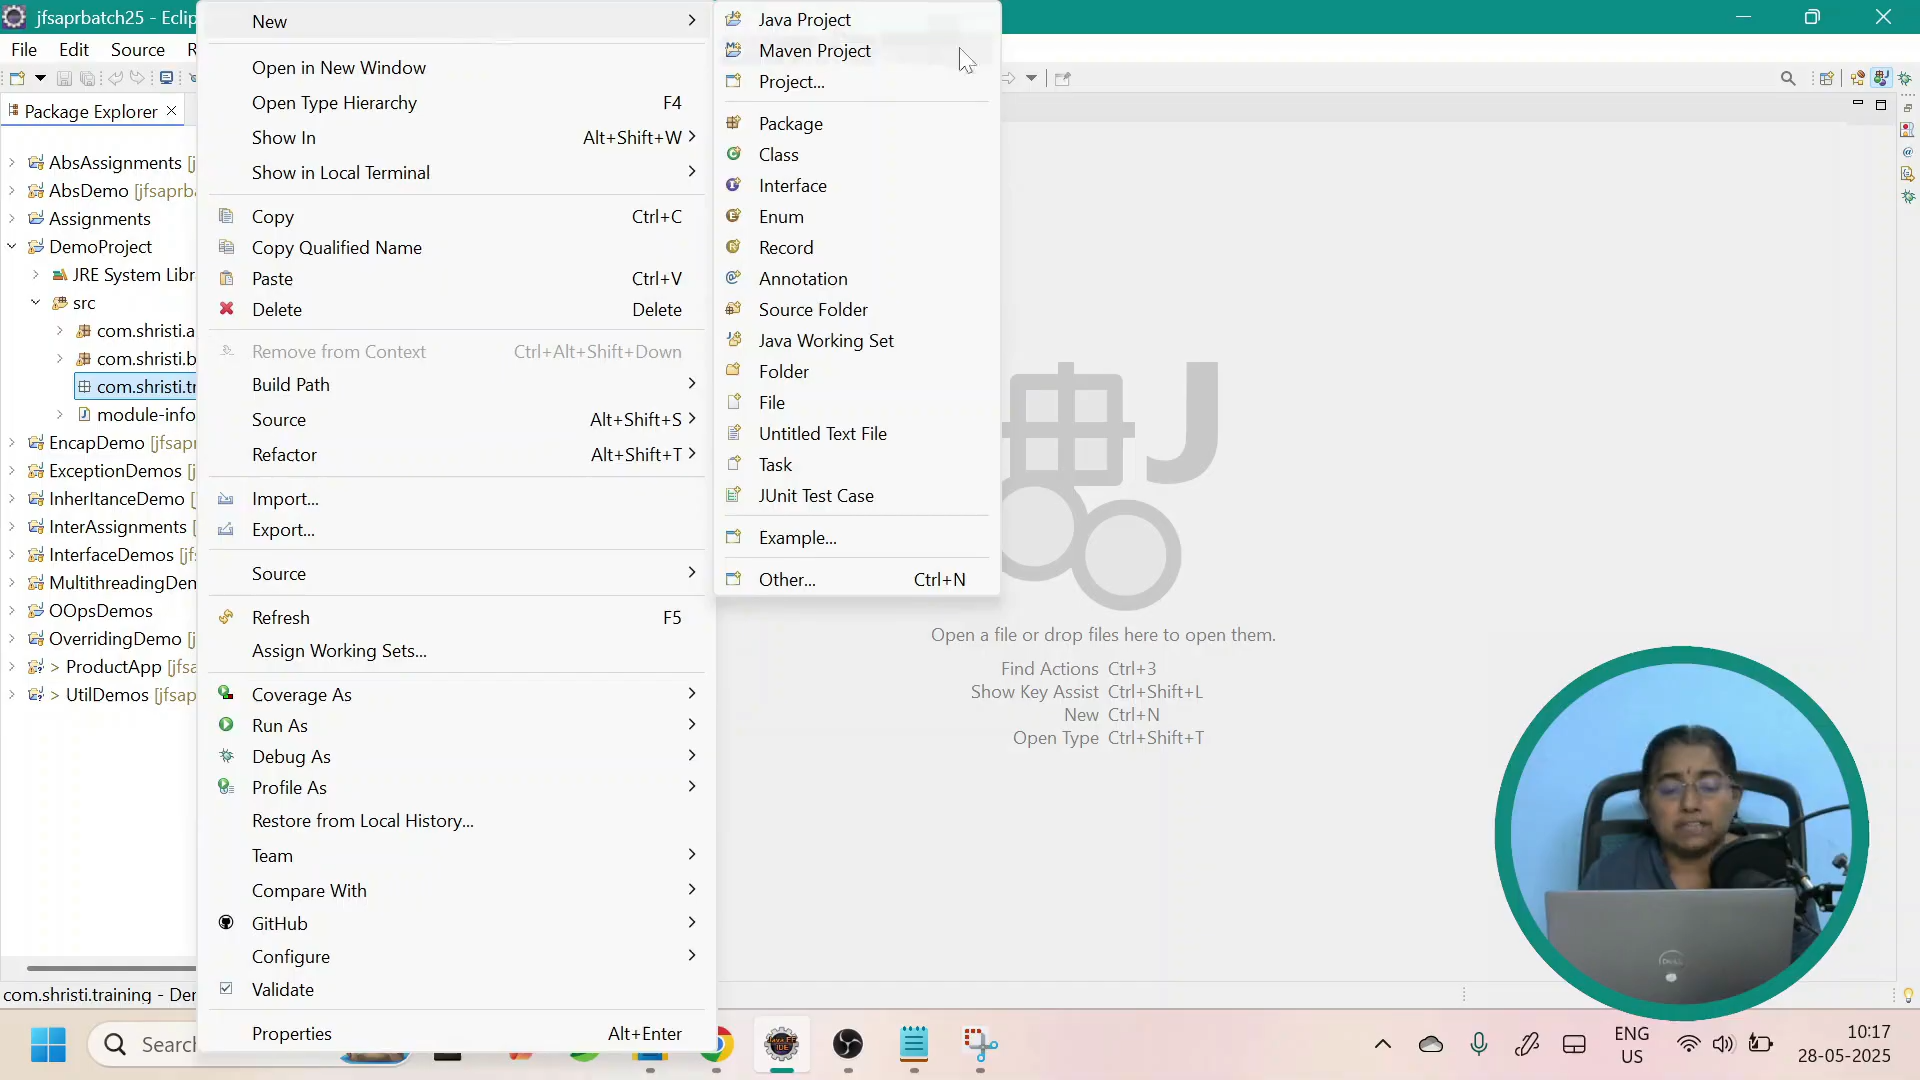 jfsaprbatch25 - Eclip
File Edit Source R
Package Explorer
AbsAssignments [j
AbsDemo [jfsaprba
Assignments
DemoProject
JRE System Libr
src
com.shristi.a
com.shristi.b
com.shristi.tr
module-info
EncapDemo [jfsapr
ExceptionDemos [
InherItanceDemo [
InterAssignments [
InterfaceDemos [jf
MultithreadingDem
OOpsDemos
OverridingDemo [
> ProductApp [jfsa
> UtilDemos [jfsap
com.shristi.training - Der
New
Open in New Window
Open Type Hierarchy F4
Show In Alt+Shift+W
Show in Local Terminal
Copy Ctrl+C
Copy Qualified Name
Paste Ctrl+V
Delete Delete
Remove from Context Ctrl+Alt+Shift+Down
Build Path
Source Alt+Shift+S
Refactor Alt+Shift+T
Import...
Export...
Source
Refresh F5
Assign Working Sets...
Coverage As
Run As
Debug As
Profile As
Restore from Local History...
Team
Compare With
GitHub
Configure
Validate
Properties Alt+Enter
Java Project
Maven Project
Project...
Package
Class
Interface
Enum
Record
Annotation
Source Folder
Java Working Set
Folder
File
Untitled Text File
Task
JUnit Test Case
Example...
Other... Ctrl+N
Open a file or drop files here to open them.
Find Actions Ctrl+3
Show Key Assist Ctrl+Shift+L
New Ctrl+N
Open Type Ctrl+Shift+T
DELL
Search
ENG
US
10:17
28-05-2025